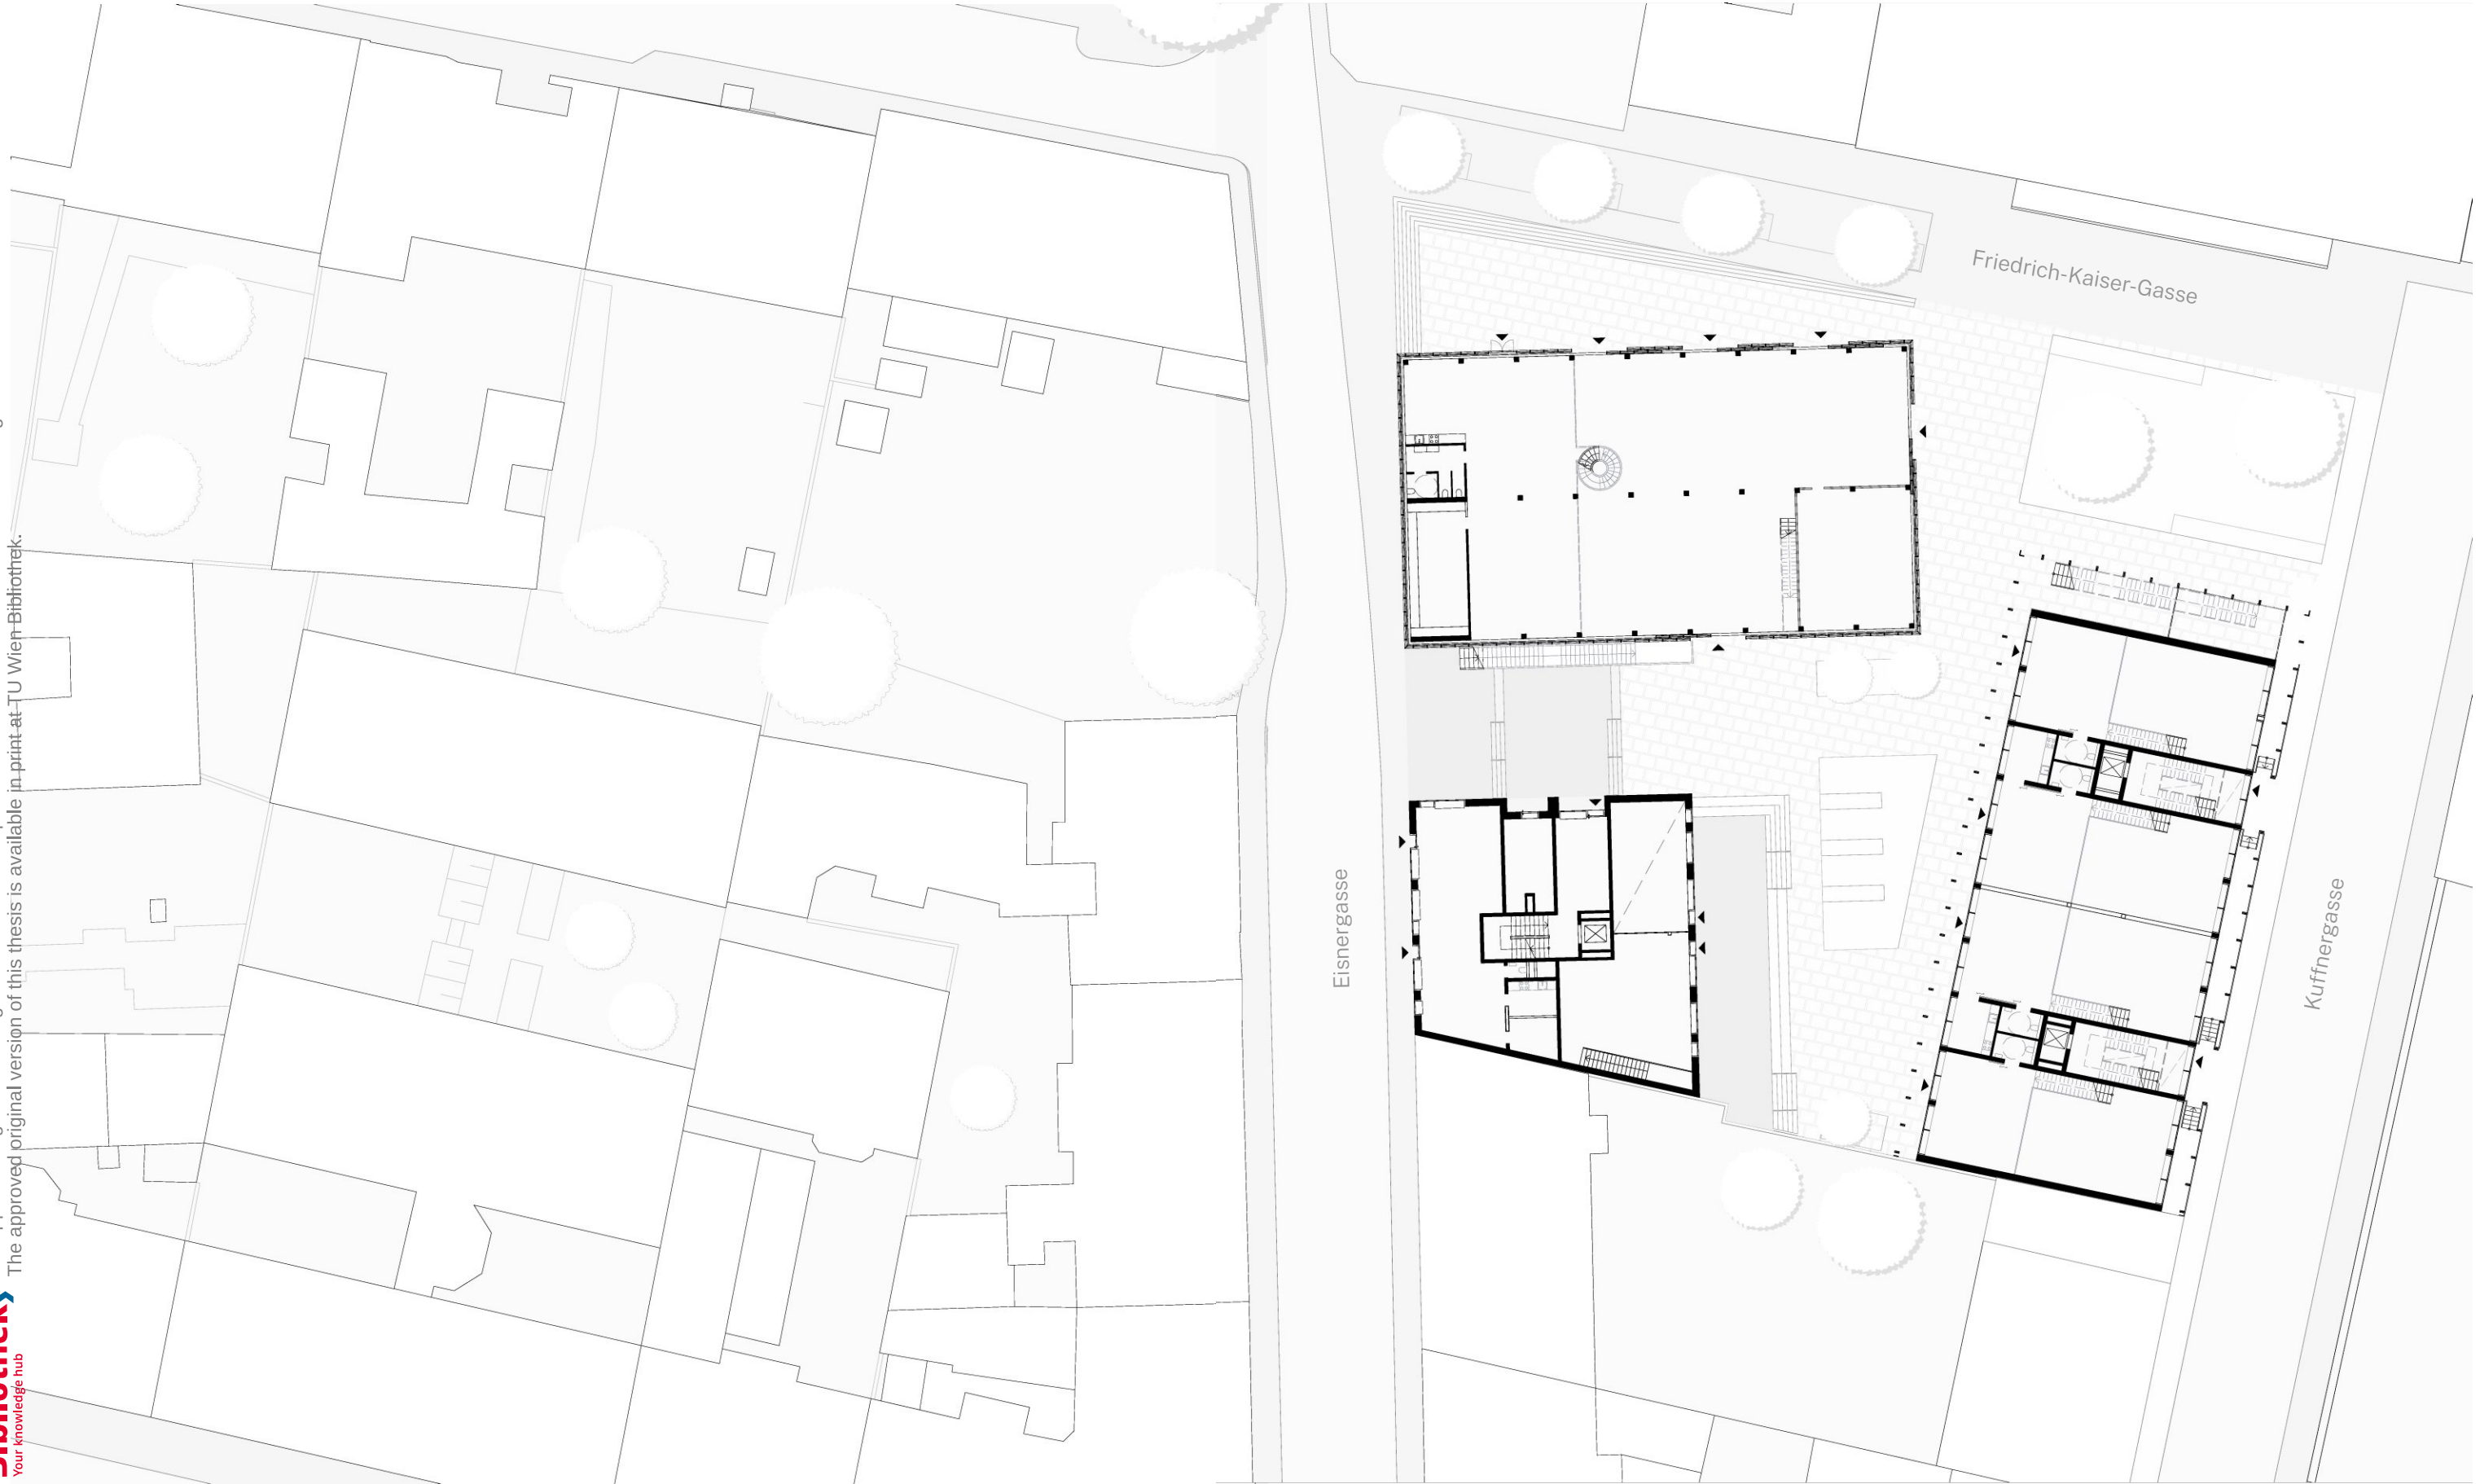 Friedrich-Kaiser-Gasse
Eisnergasse
Kuffnergasse
The approved original version of this thesis is available in print at TU Wien Bibliothek.
Bibliothek
Your knowledge hub